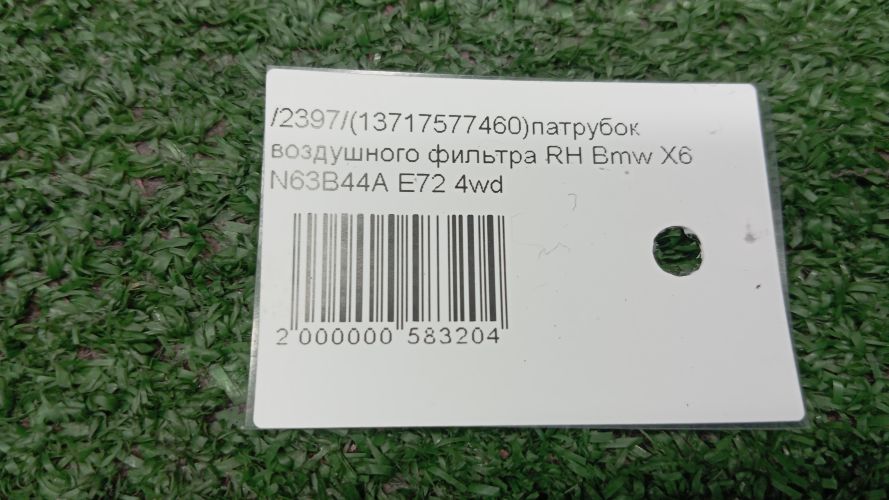 /2397/(13717577460)патрубок
воздушного фильтра RH Bmw X6
N63B44A E72 4wd
2 000000 583204